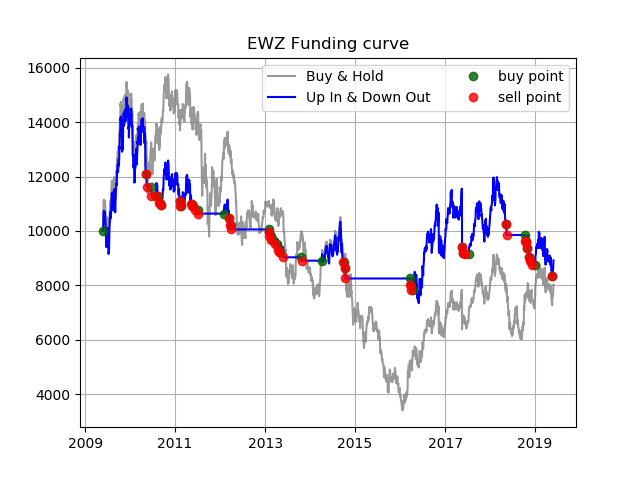 EWZ Funding curve
16000
14000
12000
10000
8000
6000
4000
Buy & Hold
Up In & Down Out
buy point
sell point
2009 2011 2013 2015 2017 2019